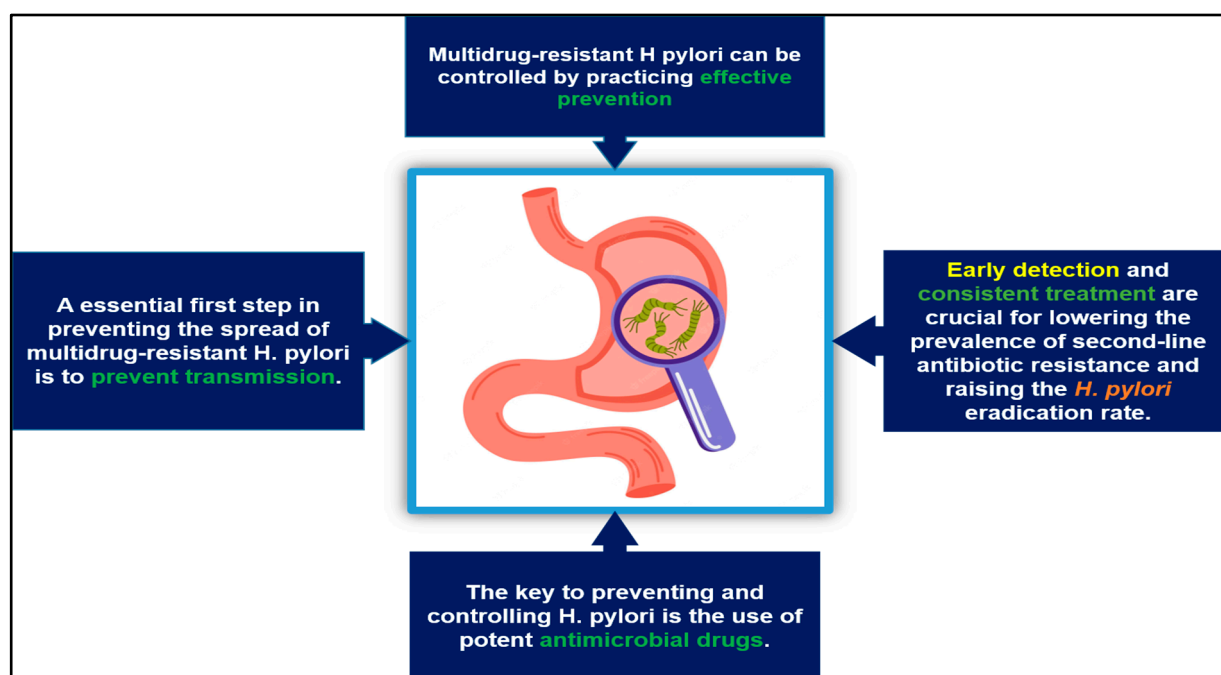 Multidrug-resistant H pylori can be
controlled by practicing effective
prevention
A essential first step in
preventing the spread of
multidrug-resistant H. pylori
is to prevent transmission.
Early detection and
consistent treatment are
crucial for lowering the
prevalence of second-line
antibiotic resistance and
raising the H. pylori
eradication rate.
The key to preventing and
controlling H. pylori is the use of
potent antimicrobial drugs.